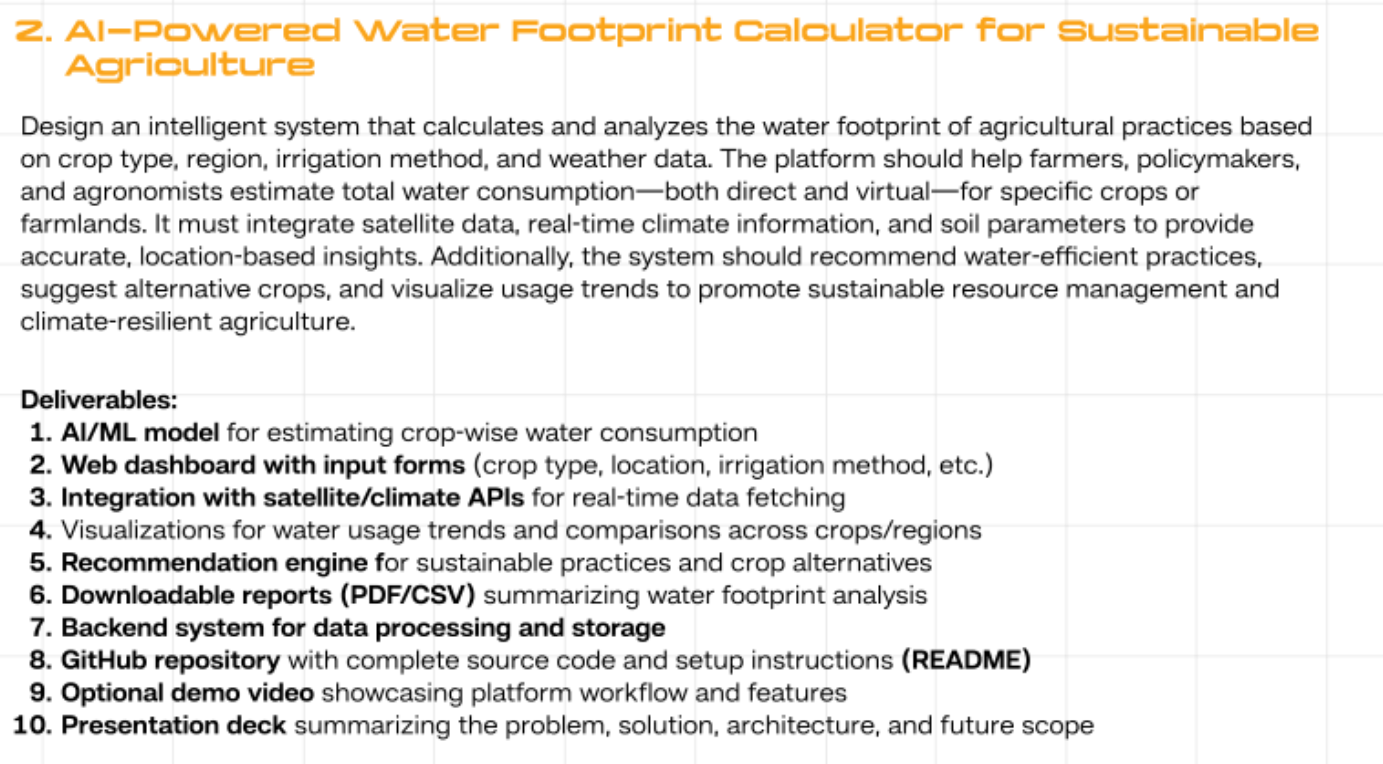 2. AI-Powered Water Footprint Calculator for Sustainable
Agriculture
Design an intelligent system that calculates and analyzes the water footprint of agricultural practices based
on crop type, region, irrigation method, and weather data. The platform should help farmers, policymakers,
and agronomists estimate total water consumption—both direct and virtual—for specific crops or
farmlands. It must integrate satellite data, real-time climate information, and soil parameters to provide
accurate, location-based insights. Additionally, the system should recommend water-efficient practices,
suggest alternative crops, and visualize usage trends to promote sustainable resource management and
climate-resilient agriculture.
Deliverables:
1. AI/ML model for estimating crop-wise water consumption
2. Web dashboard with input forms (crop type, location, irrigation method, etc.)
3. Integration with satellite/climate APIs for real-time data fetching
4. Visualizations for water usage trends and comparisons across crops/regions
5. Recommendation engine for sustainable practices and crop alternatives
6. Downloadable reports (PDF/CSV) summarizing water footprint analysis
7. Backend system for data processing and storage
8. GitHub repository with complete source code and setup instructions (README)
9. Optional demo video showcasing platform workflow and features
10. Presentation deck summarizing the problem, solution, architecture, and future scope